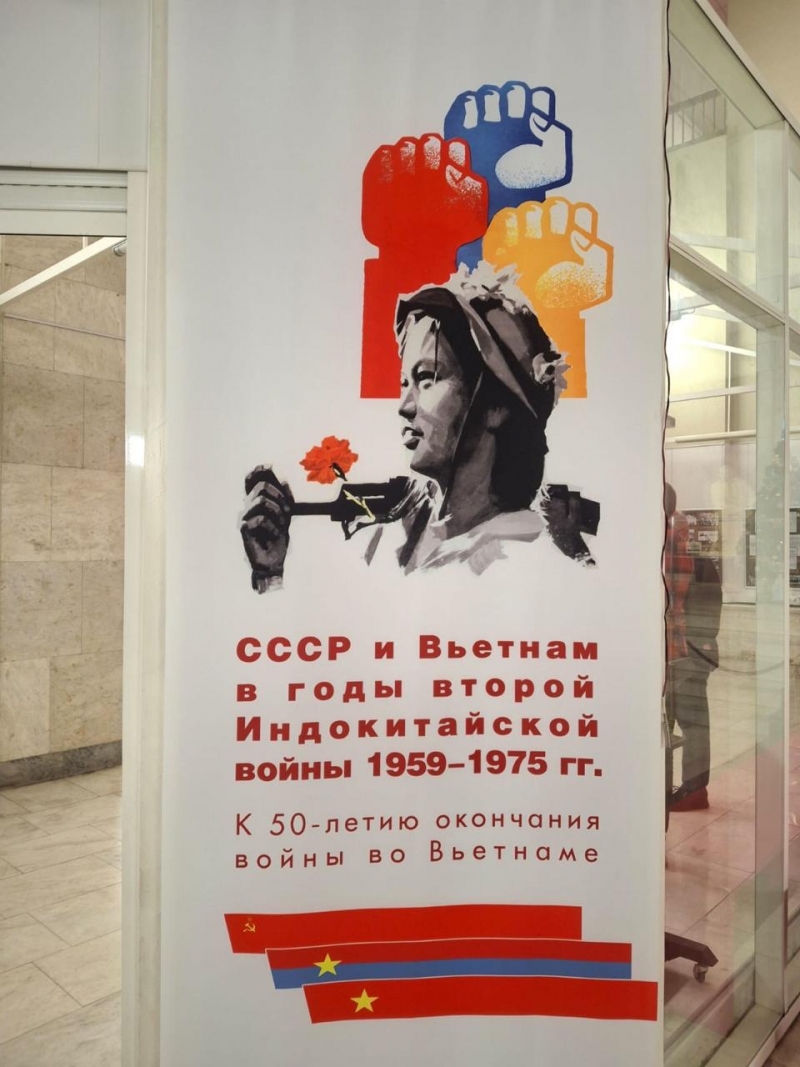 СССР и Вьетнам
в годы второй
Индокитайской
войны 1959–1975 гг.
К 50-летию окончания
войны во Вьетнаме